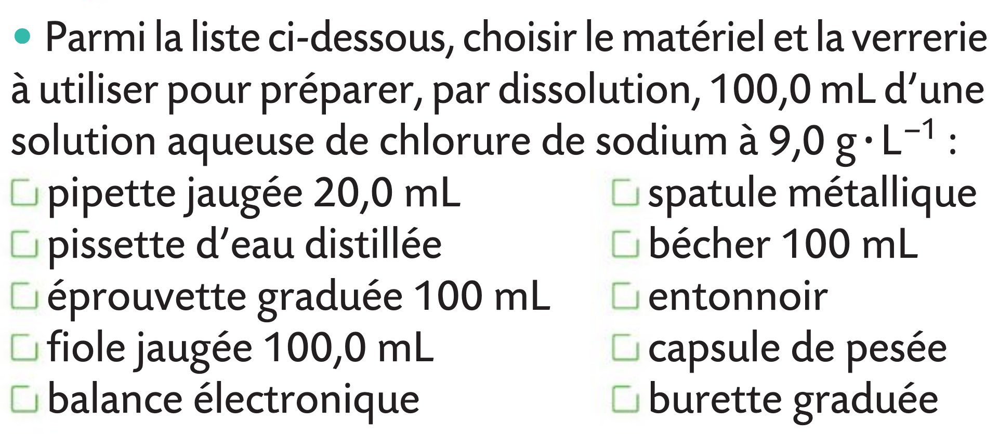 • Parmi la liste ci-dessous, choisir le matériel et la verrerie
à utiliser pour préparer, par dissolution, 100,0 mL d’une
solution aqueuse de chlorure de sodium à 9,0 g · L⁻¹ :
pipette jaugée 20,0 mL
spatule métallique
pissette d’eau distillée
bécher 100 mL
éprouvette graduée 100 mL
entonnoir
fiole jaugée 100,0 mL
capsule de pesée
balance électronique
burette graduée